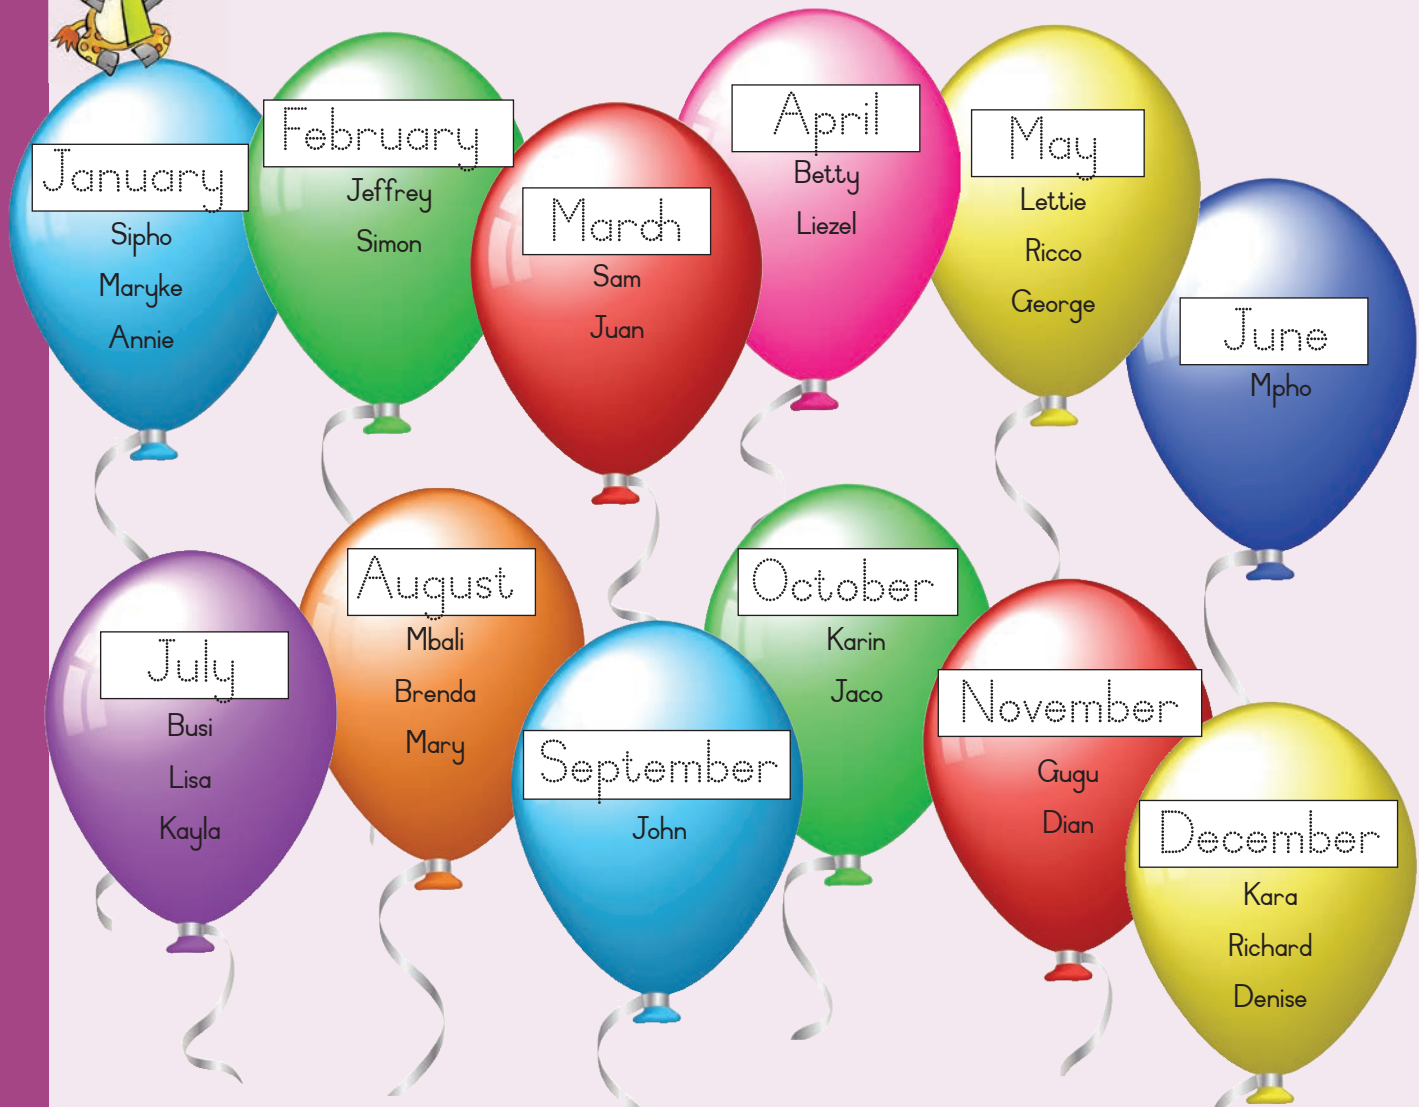 January
Sipho
Maryke
Annie
February
Jeffrey
Simon
March
Sam
Juan
April
Betty
Liezel
May
Lettie
Ricco
George
June
Mpho
July
Busi
Lisa
Kayla
August
Mbali
Brenda
Mary
September
John
October
Karin
Jaco
November
Gugu
Dian
December
Kara
Richard
Denise